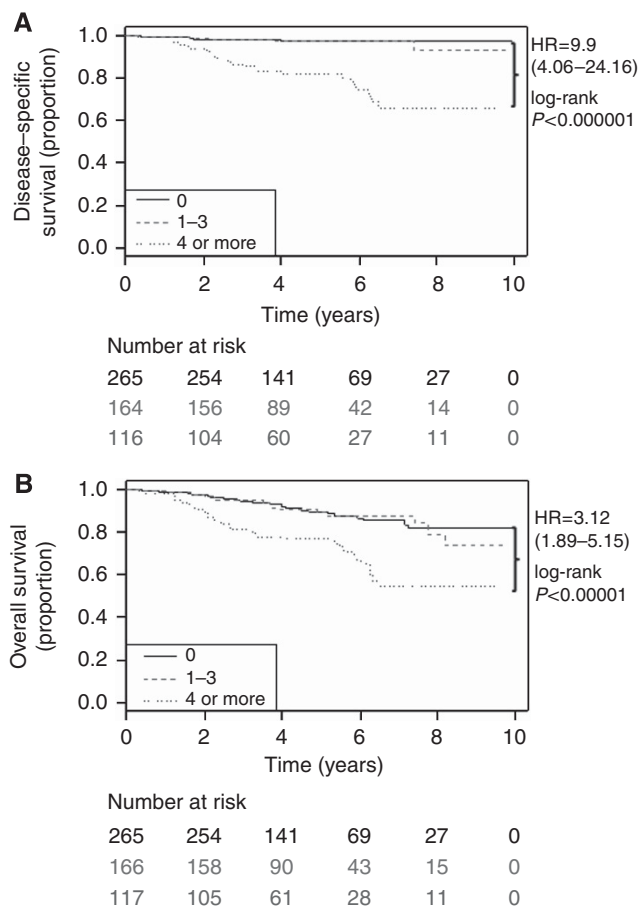 A
Disease–specific
survival (proportion)
1.0
0.8
0.6
0.4
0.2
0.0
0
1–3
4 or more
0 2 4 6 8 10
Time (years)
HR=9.9
(4.06–24.16)
log-rank
P<0.000001
Number at risk
265 254 141 69 27 0
164 156 89 42 14 0
116 104 60 27 11 0
B
Overall survival
(proportion)
1.0
0.8
0.6
0.4
0.2
0.0
0
1–3
4 or more
0 2 4 6 8 10
Time (years)
HR=3.12
(1.89–5.15)
log-rank
P<0.00001
Number at risk
265 254 141 69 27 0
166 158 90 43 15 0
117 105 61 28 11 0